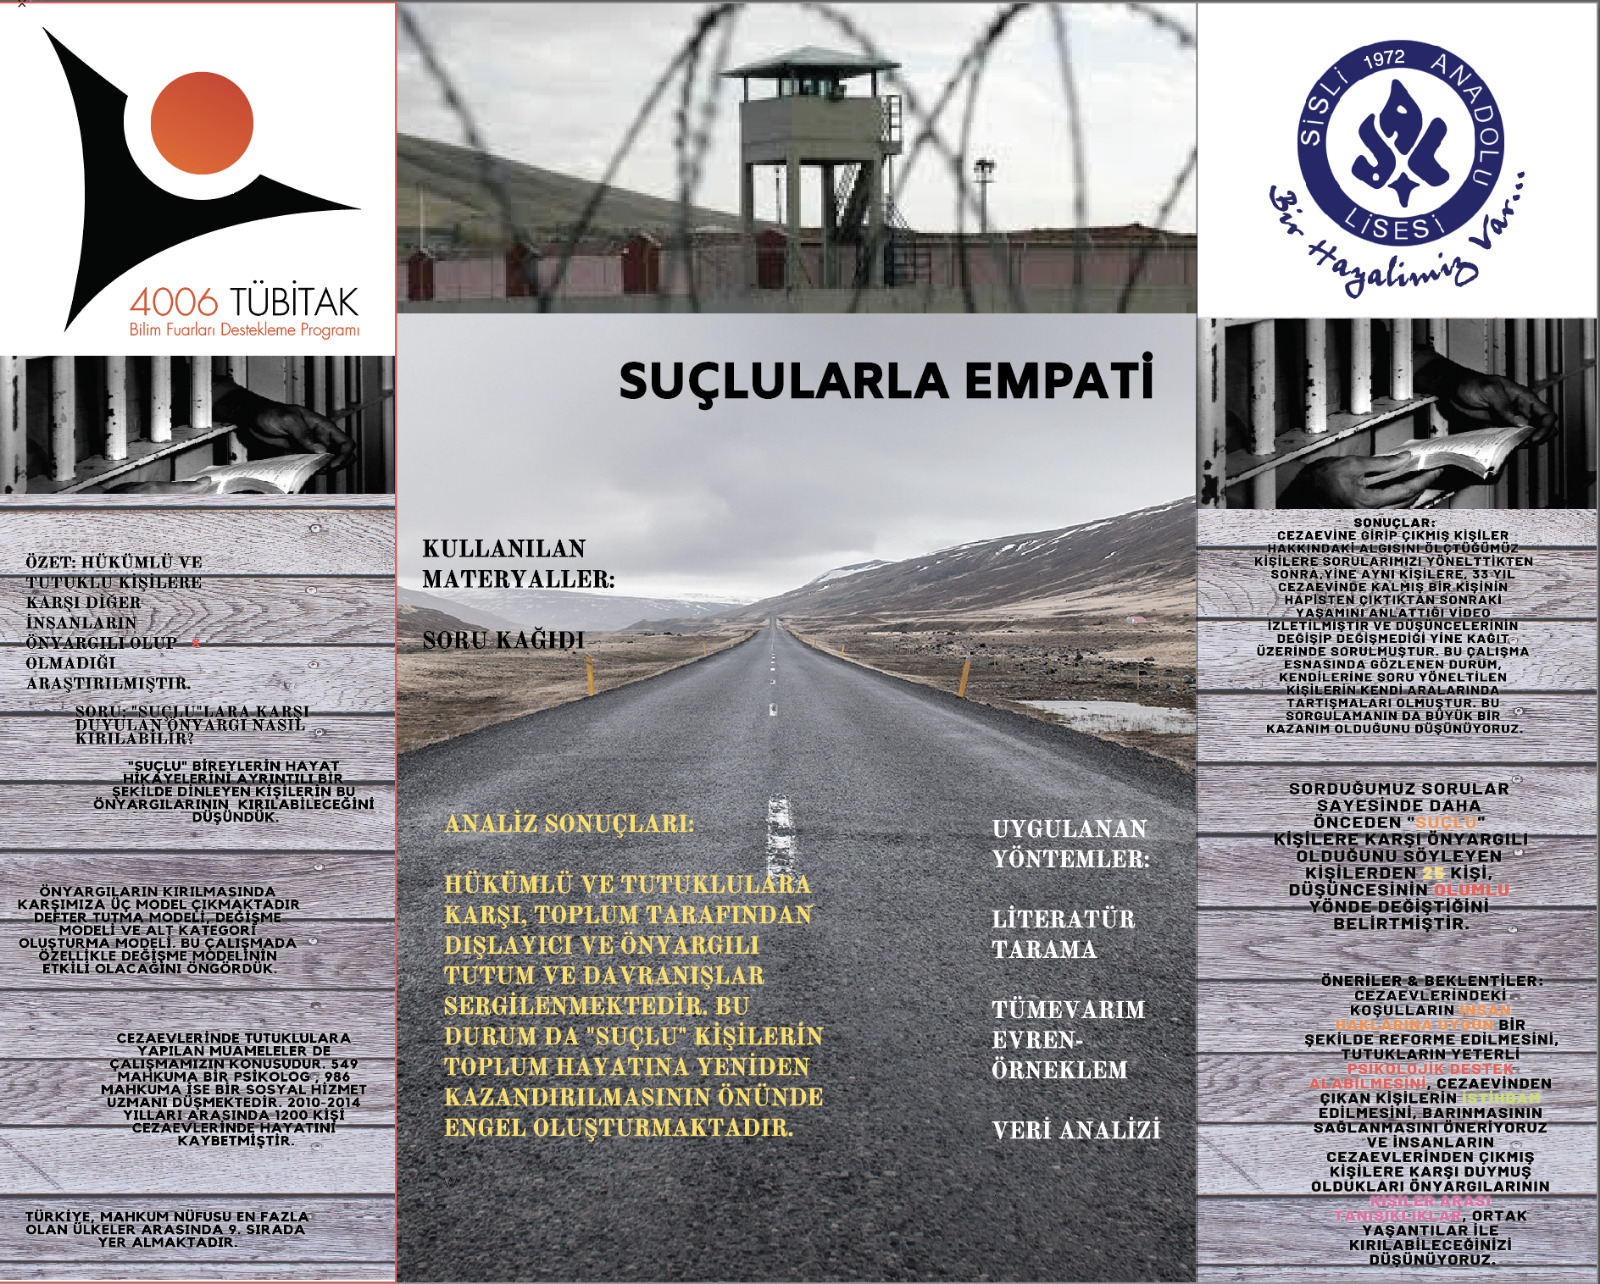 4006 TÜBİTAK
Bilim Fuarları Destekleme Programı
ÖZET: HÜKÜMLÜ VE
TUTUKLU KİŞİLERE
KARŞI DİĞER
İNSANLARIN
ÖNYARGILI OLUP
OLMADIĞI
ARAŞTIRILMIŞTIR.
SORU: "SUÇLU"LARA KARŞI
DUYULAN ÖNYARGI NASIL
KIRILABİLİR?
"SUÇLU" BİREYLERİN HAYAT
HİKAYELERİNİ AYRINTILI BİR
ŞEKİLDE DİNLEYEN KİŞİLERİN BU
ÖNYARGILARININ KIRILABİLECEĞİNİ
DÜŞÜNDÜK.
ÖNYARGILARIN KIRILMASINDA
KARŞIMIZA ÜÇ MODEL ÇIKMAKTADIR
DEFTER TUTMA MODELİ, DEĞİŞME
MODELİ VE ALT KATEGORİ
OLUŞTURMA MODELİ. BU ÇALIŞMADA
ÖZELLİKLE DEĞİŞME MODELİNİN
ETKİLİ OLACAĞINI ÖNGÖRDÜK.
CEZAEVLERİNDE TUTUKLULARA
YAPILAN MUAMELELER DE
ÇALIŞMAMIZIN KONUSUDUR. 549
MAHKUMA BİR PSİKOLOG , 986
MAHKUMA İSE BİR SOSYAL HİZMET
UZMANI DÜŞMEKTEDİR. 2010-2014
YILLARI ARASINDA 1200 KİŞİ
CEZAEVLERİNDE HAYATINI
KAYBETMİŞTİR.
TÜRKİYE, MAHKUM NÜFUSU EN FAZLA
OLAN ÜLKELER ARASINDA 9. SIRADA
YER ALMAKTADIR.
SUÇLULARLA EMPATİ
KULLANILAN
MATERYALLER:
SORU KAĞIDI
ANALİZ SONUÇLARI:
HÜKÜMLÜ VE TUTUKLULARA
KARŞI, TOPLUM TARAFINDAN
DIŞLAYICI VE ÖNYARGILI
TUTUM VE DAVRANIŞLAR
SERGİLENMEKTEDİR. BU
DURUM DA "SUÇLU" KİŞİLERİN
TOPLUM HAYATINA YENİDEN
KAZANDIRILMASININ ÖNÜNDE
ENGEL OLUŞTURMAKTADIR.
UYGULANAN
YÖNTEMLER:
LİTERATÜR
TARAMA
TÜMEVARIM
EVREN-
ÖRNEKLEM
VERİ ANALİZİ
ŞİŞLİ 1972 ANADOLU
LİSESİ
ŞAL
Bir Hayalimiz Var...
SONUÇLAR:
CEZAEVİNE GİRİP ÇIKMIŞ KİŞİLER
HAKKINDAKİ ALGISINI ÖLÇTÜĞÜMÜZ
KİŞİLERE SORULARIMIZI YÖNELTTİKTEN
SONRA,YİNE AYNI KİŞİLERE, 33 YIL
CEZAEVİNDE KALMIŞ BİR KİŞİNİN
HAPİSTEN ÇIKTIKTAN SONRAKİ
YAŞAMINI ANLATTIĞI VİDEO
İZLETİLMİŞTİR VE DÜŞÜNCELERİNİN
DEĞİŞİP DEĞİŞMEDİĞİ YİNE KAĞIT
ÜZERİNDE SORULMUŞTUR. BU ÇALIŞMA
ESNASINDA GÖZLENEN DURUM,
KENDİLERİNE SORU YÖNELTİLEN
KİŞİLERİN KENDİ ARALARINDA
TARTIŞMALARI OLMUŞTUR. BU
SORGULAMANIN DA BÜYÜK BİR
KAZANIM OLDUĞUNU DÜŞÜNÜYORUZ.
SORDUĞUMUZ SORULAR
SAYESİNDE DAHA
ÖNCEDEN "SUÇLU"
KİŞİLERE KARŞI ÖNYARGILI
OLDUĞUNU SÖYLEYEN
KİŞİLERDEN 25 KİŞİ,
DÜŞÜNCESİNİN OLUMLU
YÖNDE DEĞİŞTİĞİNİ
BELİRTMİŞTİR.
ÖNERİLER & BEKLENTİLER:
CEZAEVLERİNDEKİ
KOŞULLARIN İNSAN
HAKLARINA UYGUN BİR
ŞEKİLDE REFORME EDİLMESİNİ,
TUTUKLARIN YETERLİ
PSİKOLOJİK DESTEK
ALABİLMESİNİ, CEZAEVİNDEN
ÇIKAN KİŞİLERİN İSTİHDAM
EDİLMESİNİ, BARINMASININ
SAĞLANMASINI ÖNERİYORUZ
VE İNSANLARIN
CEZAEVLERİNDEN ÇIKMIŞ
KİŞİLERE KARŞI DUYMUŞ
OLDUKLARI ÖNYARGILARININ
KİŞİLER ARASI
TANIŞIKLIKLAR, ORTAK
YAŞANTILAR İLE
KIRILABİLECEĞİNİZİ
DÜŞÜNÜYORUZ.